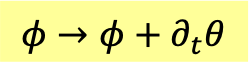 𝜙 → 𝜙 + 𝜕ₜ𝜃